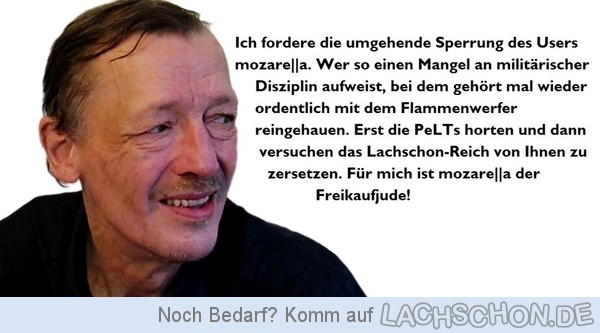 Ich fordere die umgehende Sperrung des Users
mozare||a. Wer so einen Mangel an militärischer
Disziplin aufweist, bei dem gehört mal wieder
ordentlich mit dem Flammenwerfer
reingehauen. Erst die PeLTs horten und dann
versuchen das Lachschon-Reich von Ihnen zu
zersetzen. Für mich ist mozare||a der
Freikaufjude!
Noch Bedarf? Komm auf LACHSCHON.DE